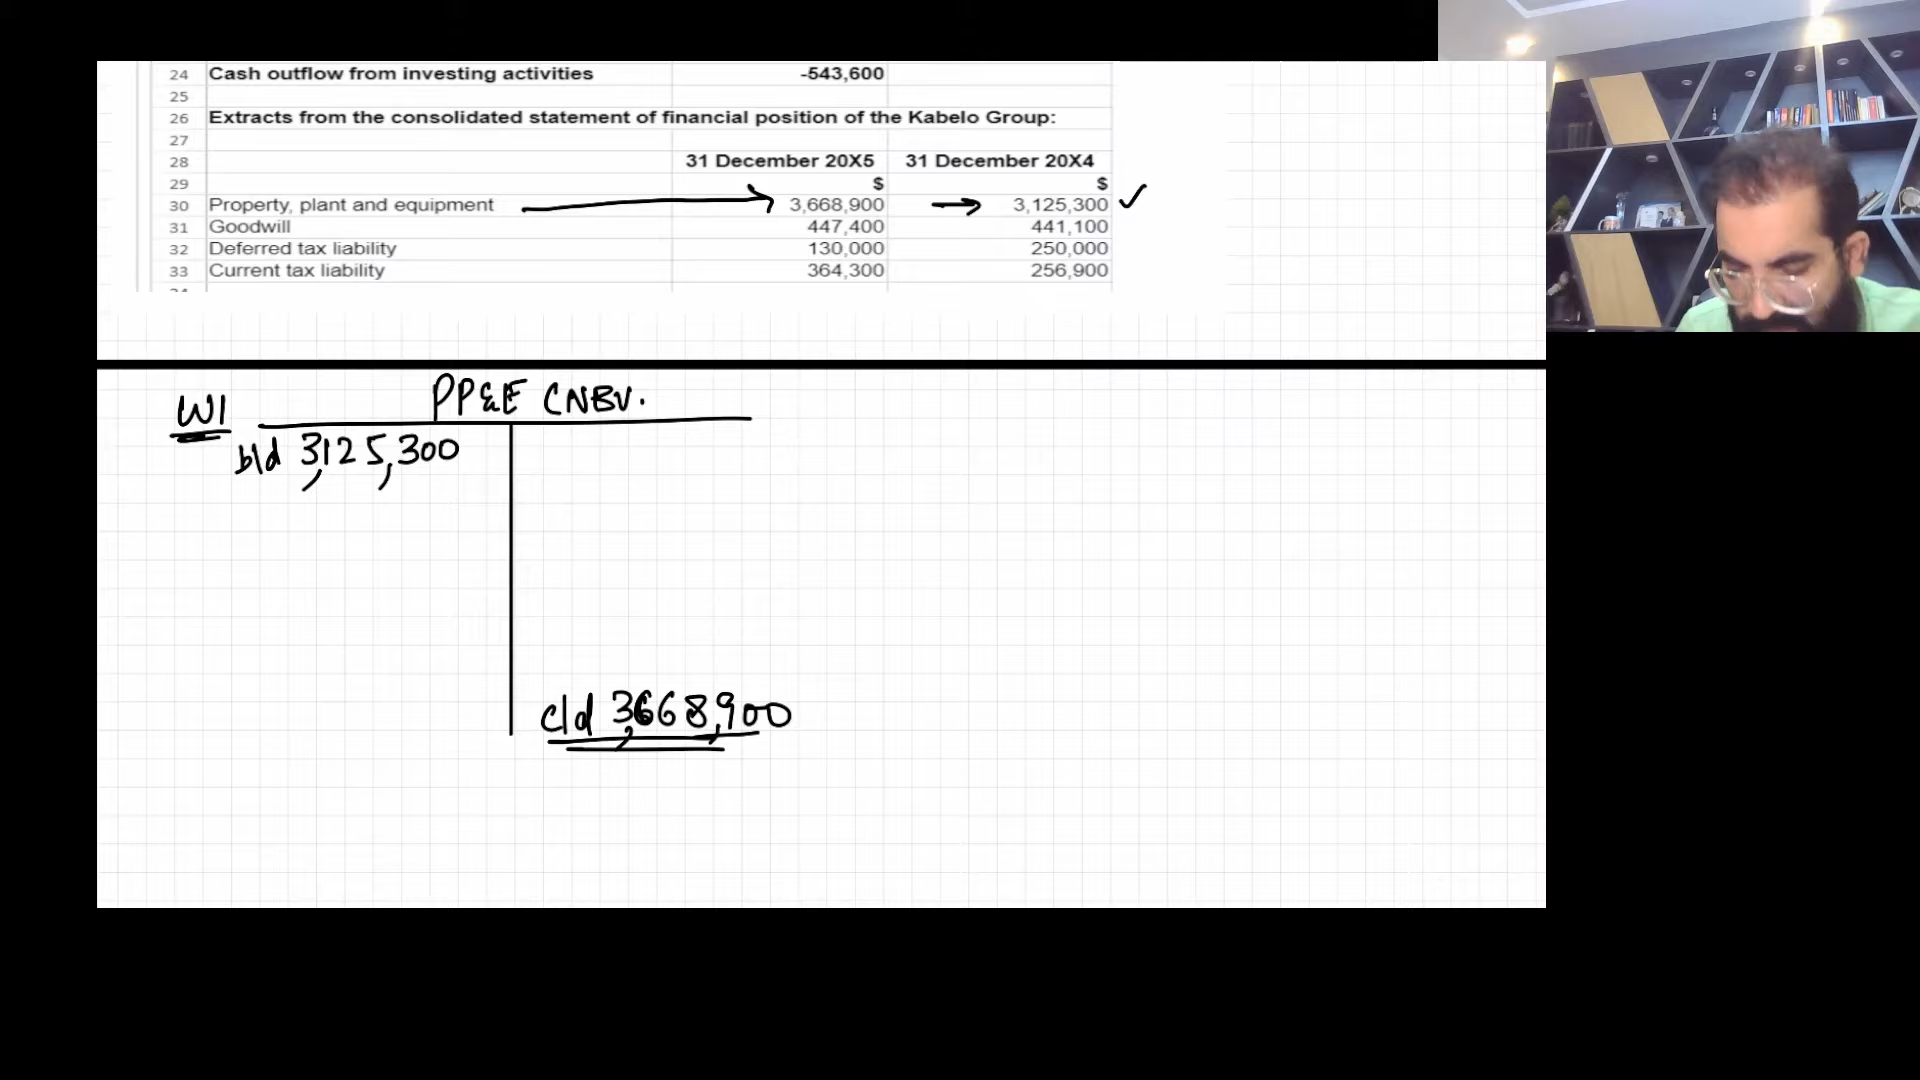 24 Cash outflow from investing activities -543,600
25
26 Extracts from the consolidated statement of financial position of the Kabelo Group:
27
28 31 December 20X5 31 December 20X4
29 $ $
30 Property, plant and equipment 3,668,900 3,125,300
31 Goodwill 447,400 441,100
32 Deferred tax liability 130,000 250,000
33 Current tax liability 364,300 256,900
W1 PP&E CNBV.
b/d 3,125,300
c/d 3,668,900